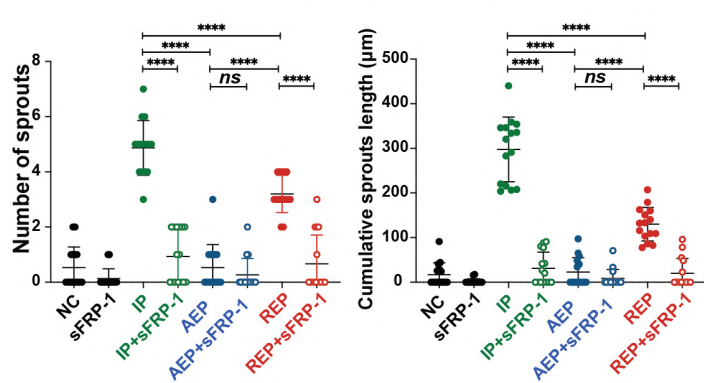 ****
****
****
****
ns
****
Number of sprouts
8
6
4
2
0
NC
sFRP-1
IP
IP+sFRP-1
AEP
AEP+sFRP-1
REP
REP+sFRP-1
****
****
****
****
ns
****
Cumulative sprouts length (μm)
500
400
300
200
100
0
NC
sFRP-1
IP
IP+sFRP-1
AEP
AEP+sFRP-1
REP
REP+sFRP-1